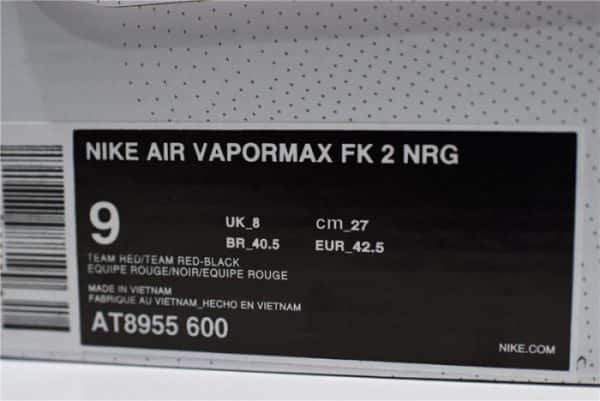 NIKE AIR VAPORMAX FK 2 NRG
9
UK_8 cm_27
BR_40.5 EUR_42.5
TEAM RED/TEAM RED-BLACK
EQUIPE ROUGE/NOIR/EQUIPE ROUGE
MADE IN VIETNAM
FABRIQUE AU VIETNAM_HECHO EN VIETNAM
AT8955 600
NIKE.COM